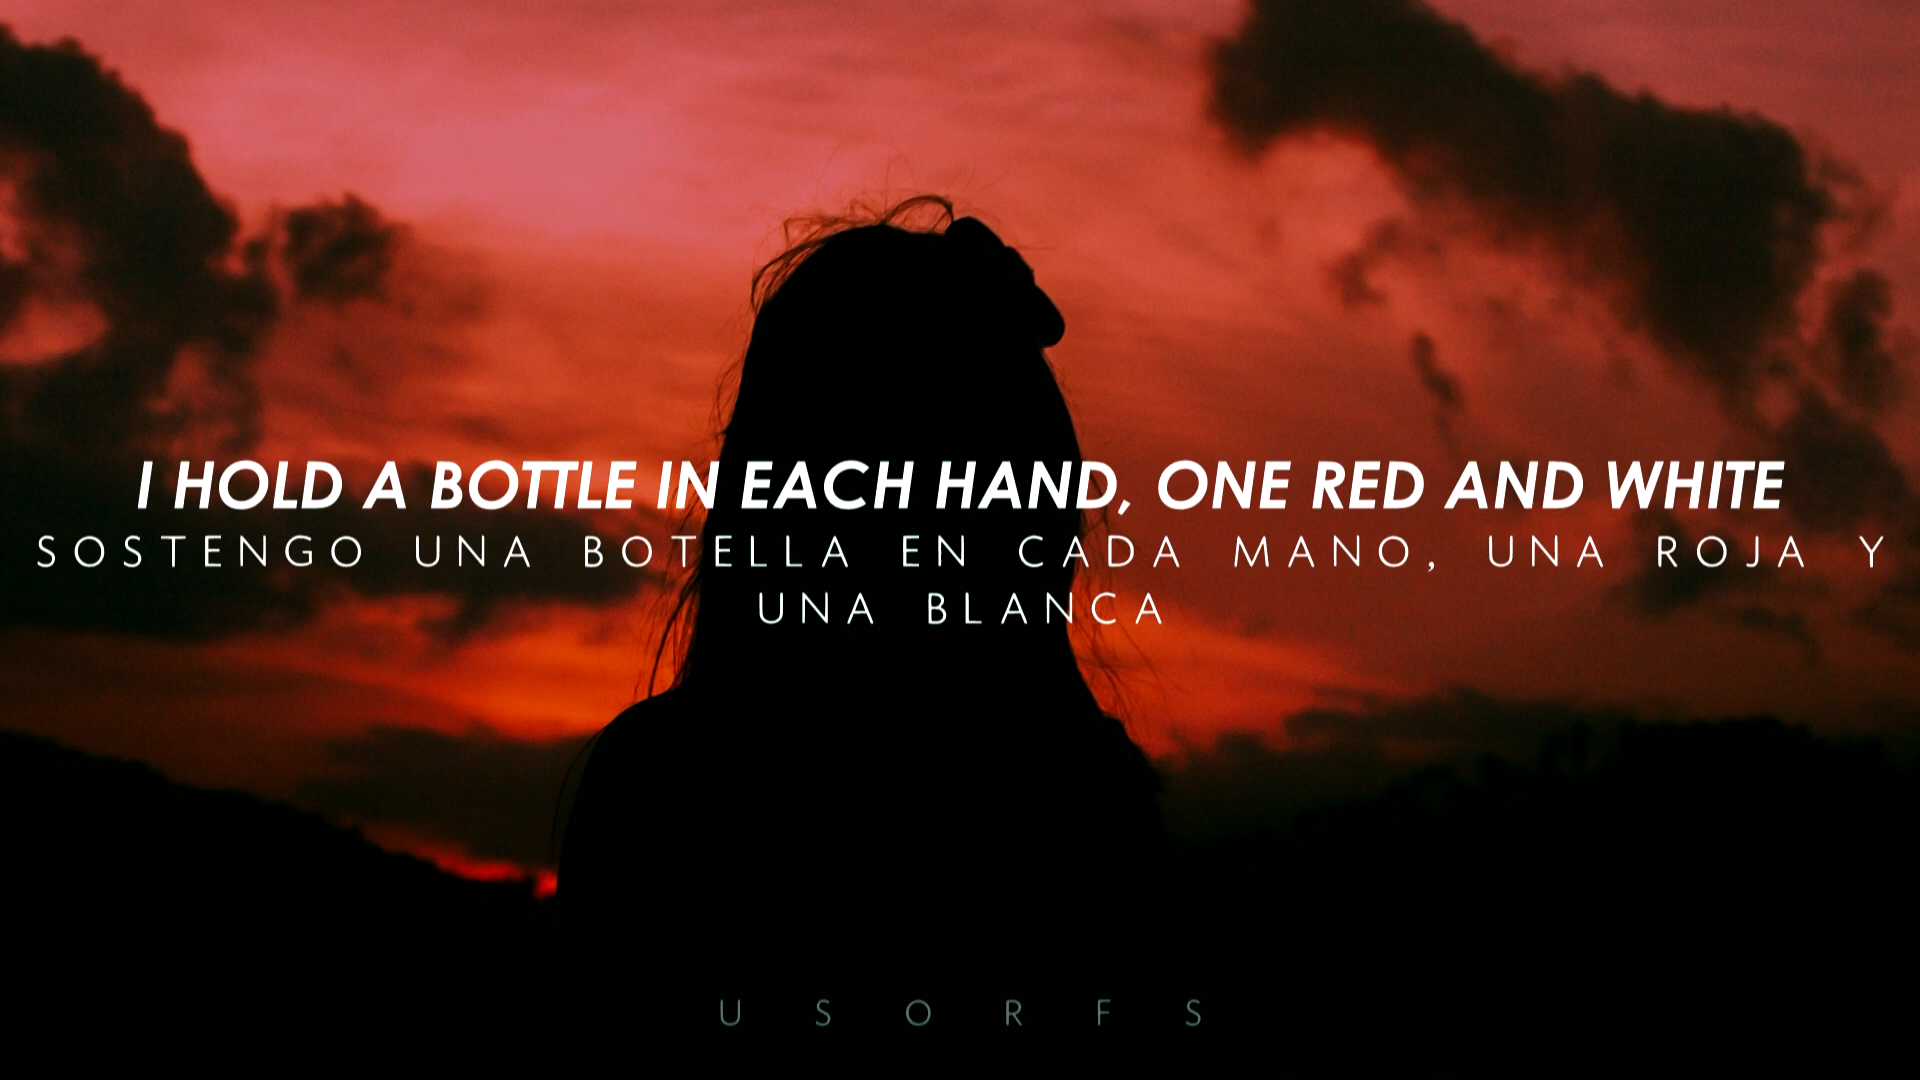 I HOLD A BOTTLE IN EACH HAND, ONE RED AND WHITE
SOSTENGO UNA BOTELLA EN CADA MANO, UNA ROJA Y
UNA BLANCA
USORFS